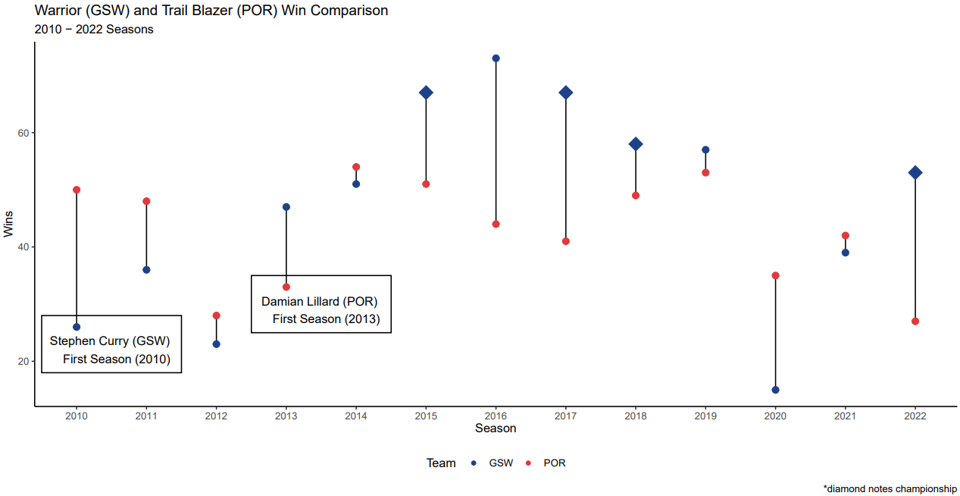 Warrior (GSW) and Trail Blazer (POR) Win Comparison
2010 − 2022 Seasons
Wins
60
40
20
Damian Lillard (POR)
First Season (2013)
Stephen Curry (GSW)
First Season (2010)
2010 2011 2012 2013 2014 2015 2016 2017 2018 2019 2020 2021 2022
Season
Team GSW POR
*diamond notes championship